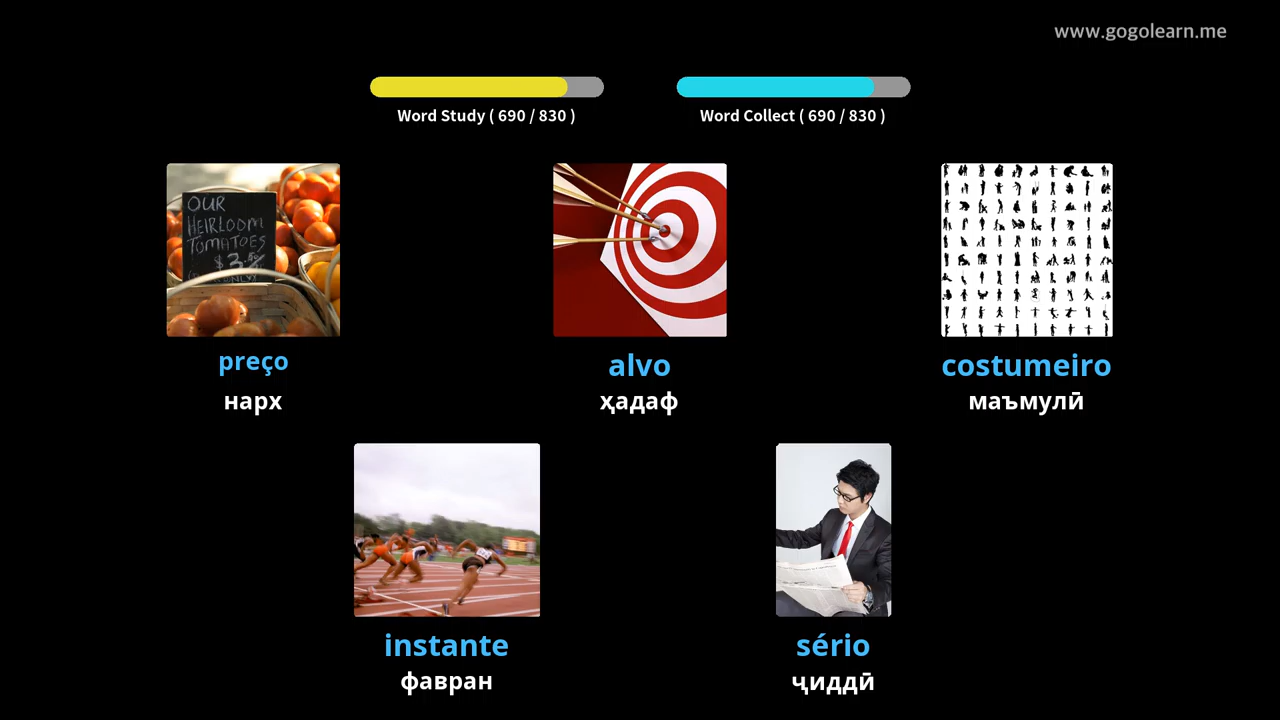 www.gogolearn.me
Word Study ( 690 / 830 )
Word Collect ( 690 / 830 )
OUR
HEIRLOOM
TOMATOES
preço
нарх
alvo
ҳадаф
costumeiro
маъмулӣ
instante
фавран
sério
ҷиддӣ